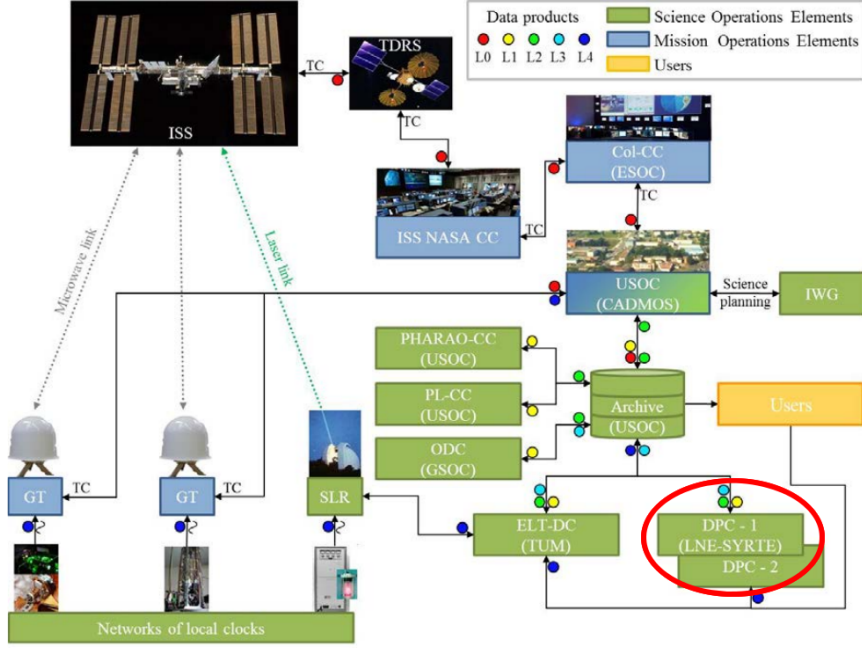 Data products
L0 L1 L2 L3 L4
Science Operations Elements
Mission Operations Elements
Users
ISS
TC
TDRS
TC
Col-CC
(ESOC)
TC
ISS NASA CC
TC
Microwave link
Laser link
USOC
(CADMOS)
Science
planning
IWG
PHARAO-CC
(USOC)
PL-CC
(USOC)
ODC
(GSOC)
Archive
(USOC)
Users
GT
TC
GT
TC
SLR
ELT-DC
(TUM)
DPC - 1
(LNE-SYRTE)
DPC - 2
Networks of local clocks